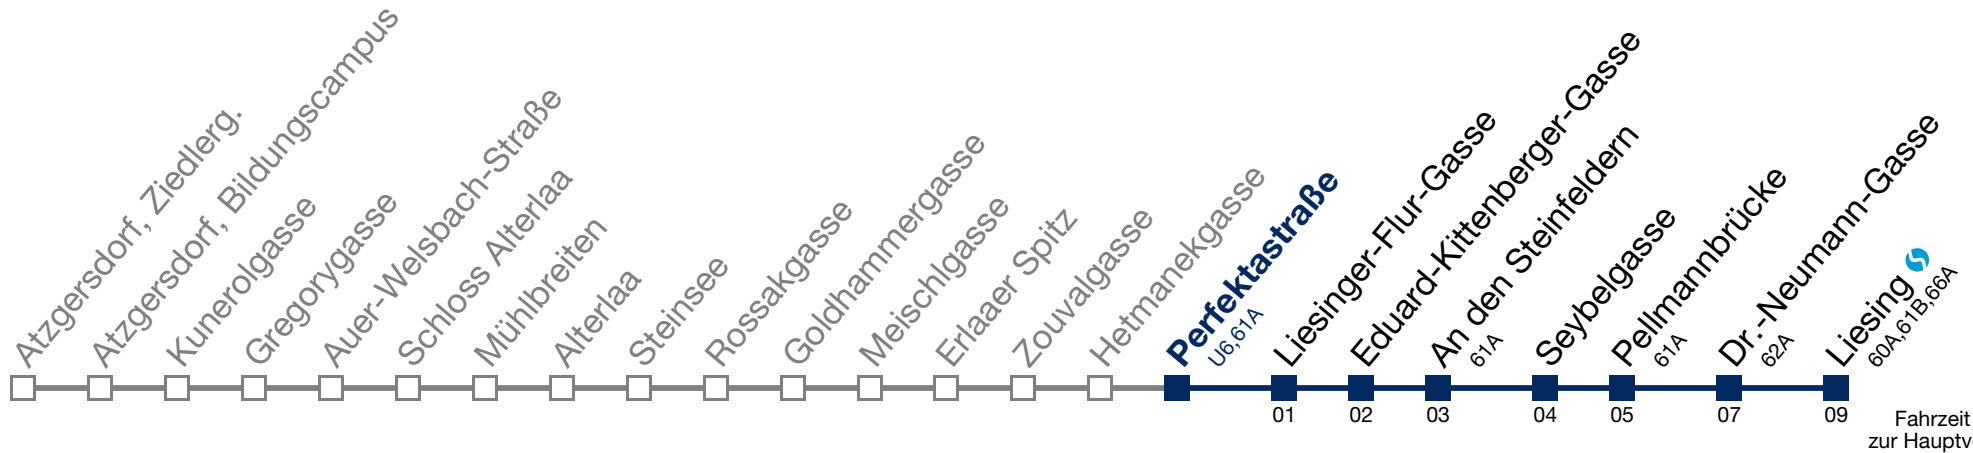 Atzgersdorf, Ziedlerg.
Atzgersdorf, Bildungscampus
Kunerolgasse
Gregorygasse
Auer-Welsbach-Straße
Schloss Alterlaa
Mühlbreiten
Alterlaa
Steinsee
Rossakgasse
Goldhammergasse
Meischlgasse
Erlaaer Spitz
Zouvalgasse
Hetmanekgasse
Perfektastraße
U6,61A
Liesinger-Flur-Gasse
Eduard-Kittenberger-Gasse
An den Steinfeldern
61A
Seybelgasse
Pellmannbrücke
61A
Dr.-Neumann-Gasse
62A
Liesing
60A,61B,66A
01 02 03 04 05 07 09
Fahrzeit
zur Hauptv